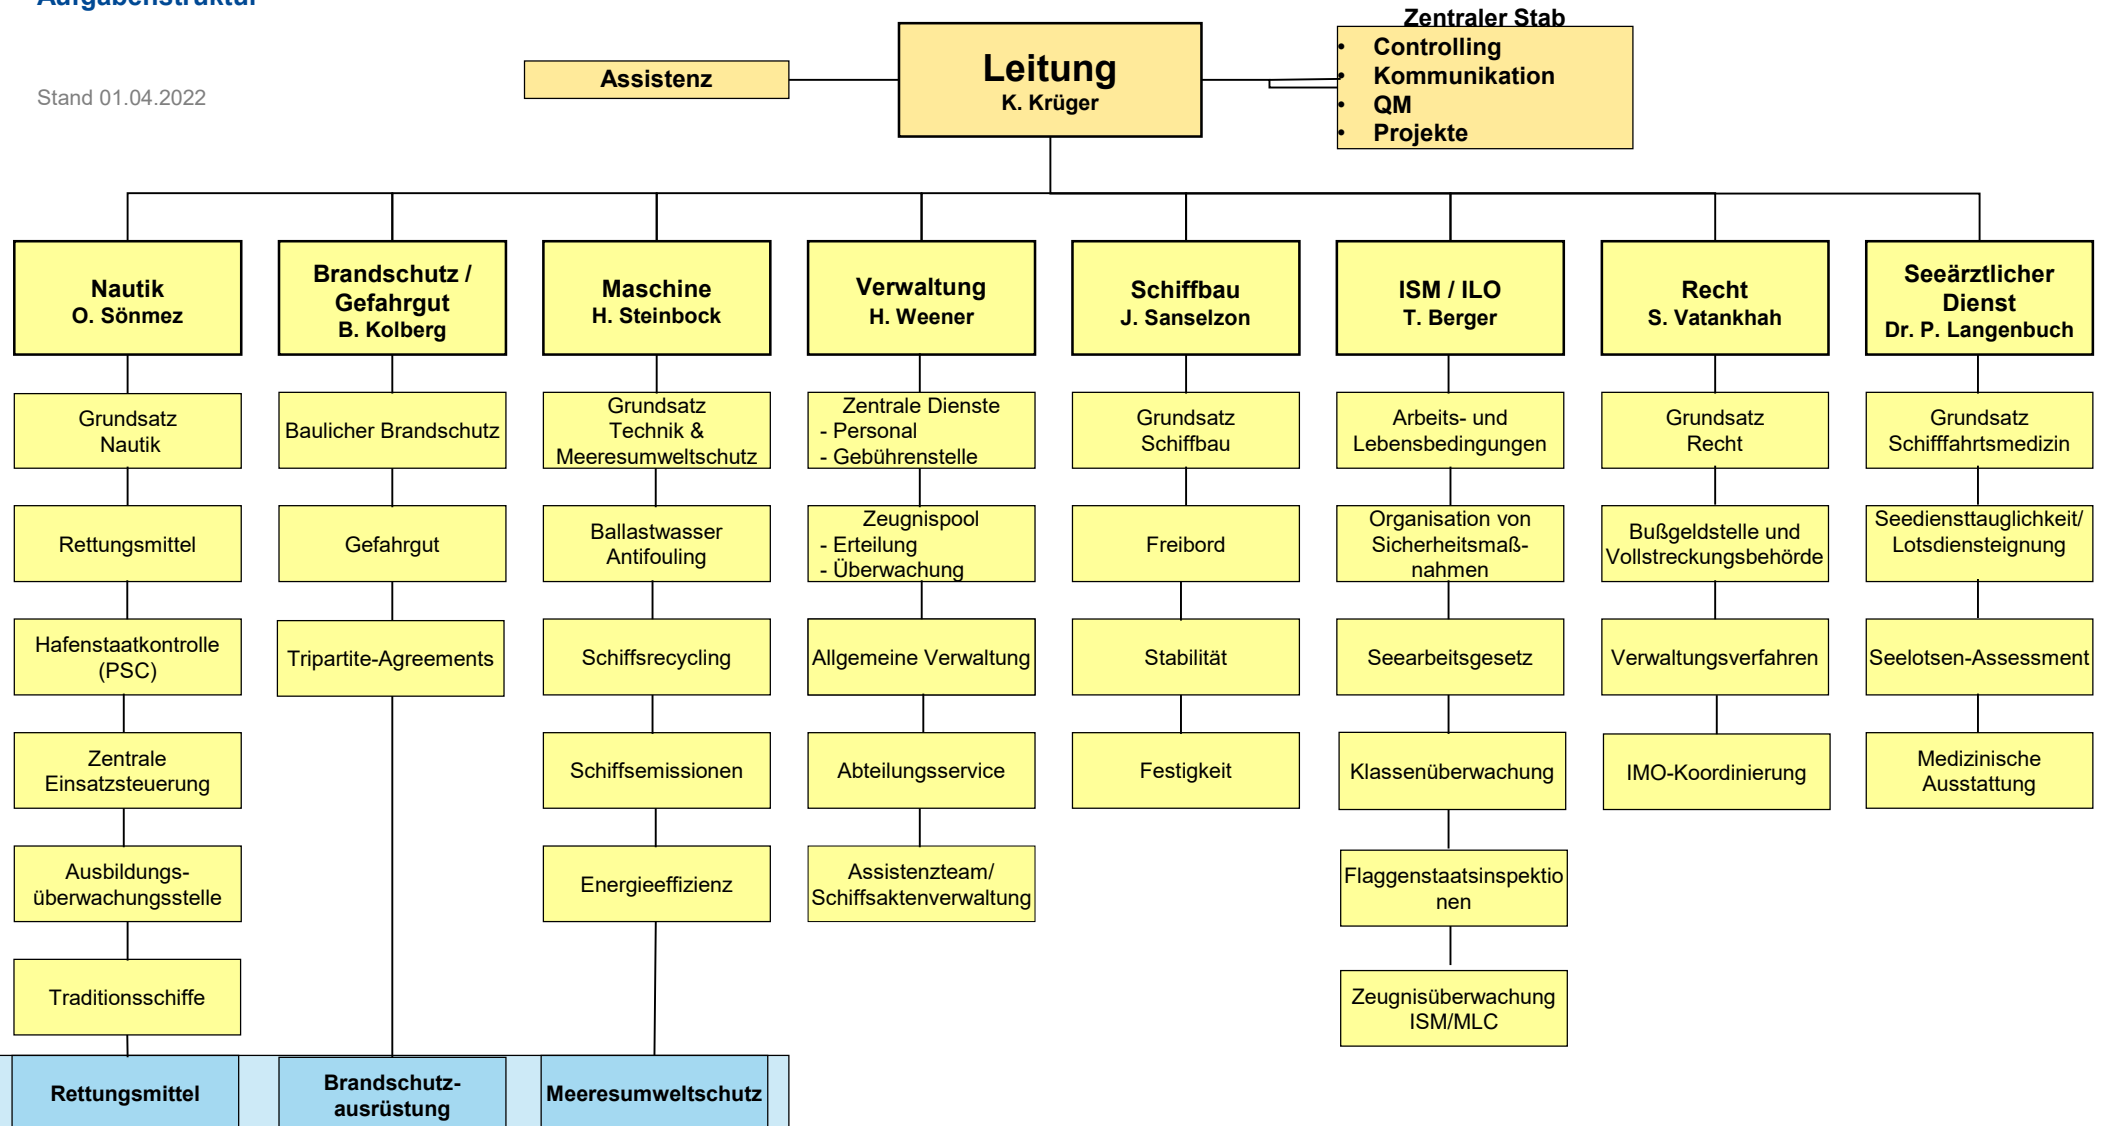 Aufgabenstruktur
Stand 01.04.2022
Assistenz
Leitung
K. Krüger
Zentraler Stab
• Controlling
• Kommunikation
• QM
• Projekte
Nautik
O. Sönmez
Brandschutz /
Gefahrgut
B. Kolberg
Maschine
H. Steinbock
Verwaltung
H. Weener
Schiffbau
J. Sanselzon
ISM / ILO
T. Berger
Recht
S. Vatankhah
Seeärztlicher
Dienst
Dr. P. Langenbuch
Grundsatz
Nautik
Baulicher Brandschutz
Grundsatz
Technik &
Meeresumweltschutz
Zentrale Dienste
- Personal
- Gebührenstelle
Grundsatz
Schiffbau
Arbeits- und
Lebensbedingungen
Grundsatz
Recht
Grundsatz
Schifffahrtsmedizin
Rettungsmittel
Gefahrgut
Ballastwasser
Antifouling
Zeugnispool
- Erteilung
- Überwachung
Freibord
Organisation von
Sicherheitsmaß-
nahmen
Bußgeldstelle und
Vollstreckungsbehörde
Seediensttauglichkeit/
Lotsdiensteignung
Hafenstaatkontrolle
(PSC)
Tripartite-Agreements
Schiffsrecycling
Allgemeine Verwaltung
Stabilität
Seearbeitsgesetz
Verwaltungsverfahren
Seelotsen-Assessment
Zentrale
Einsatzsteuerung
Schiffsemissionen
Abteilungsservice
Festigkeit
Klassenüberwachung
IMO-Koordinierung
Medizinische
Ausstattung
Ausbildungs-
überwachungsstelle
Energieeffizienz
Assistenzteam/
Schiffsaktenverwaltung
Flaggenstaatsinspektio
nen
Traditionsschiffe
Zeugnisüberwachung
ISM/MLC
Rettungsmittel
Brandschutz-
ausrüstung
Meeresumweltschutz